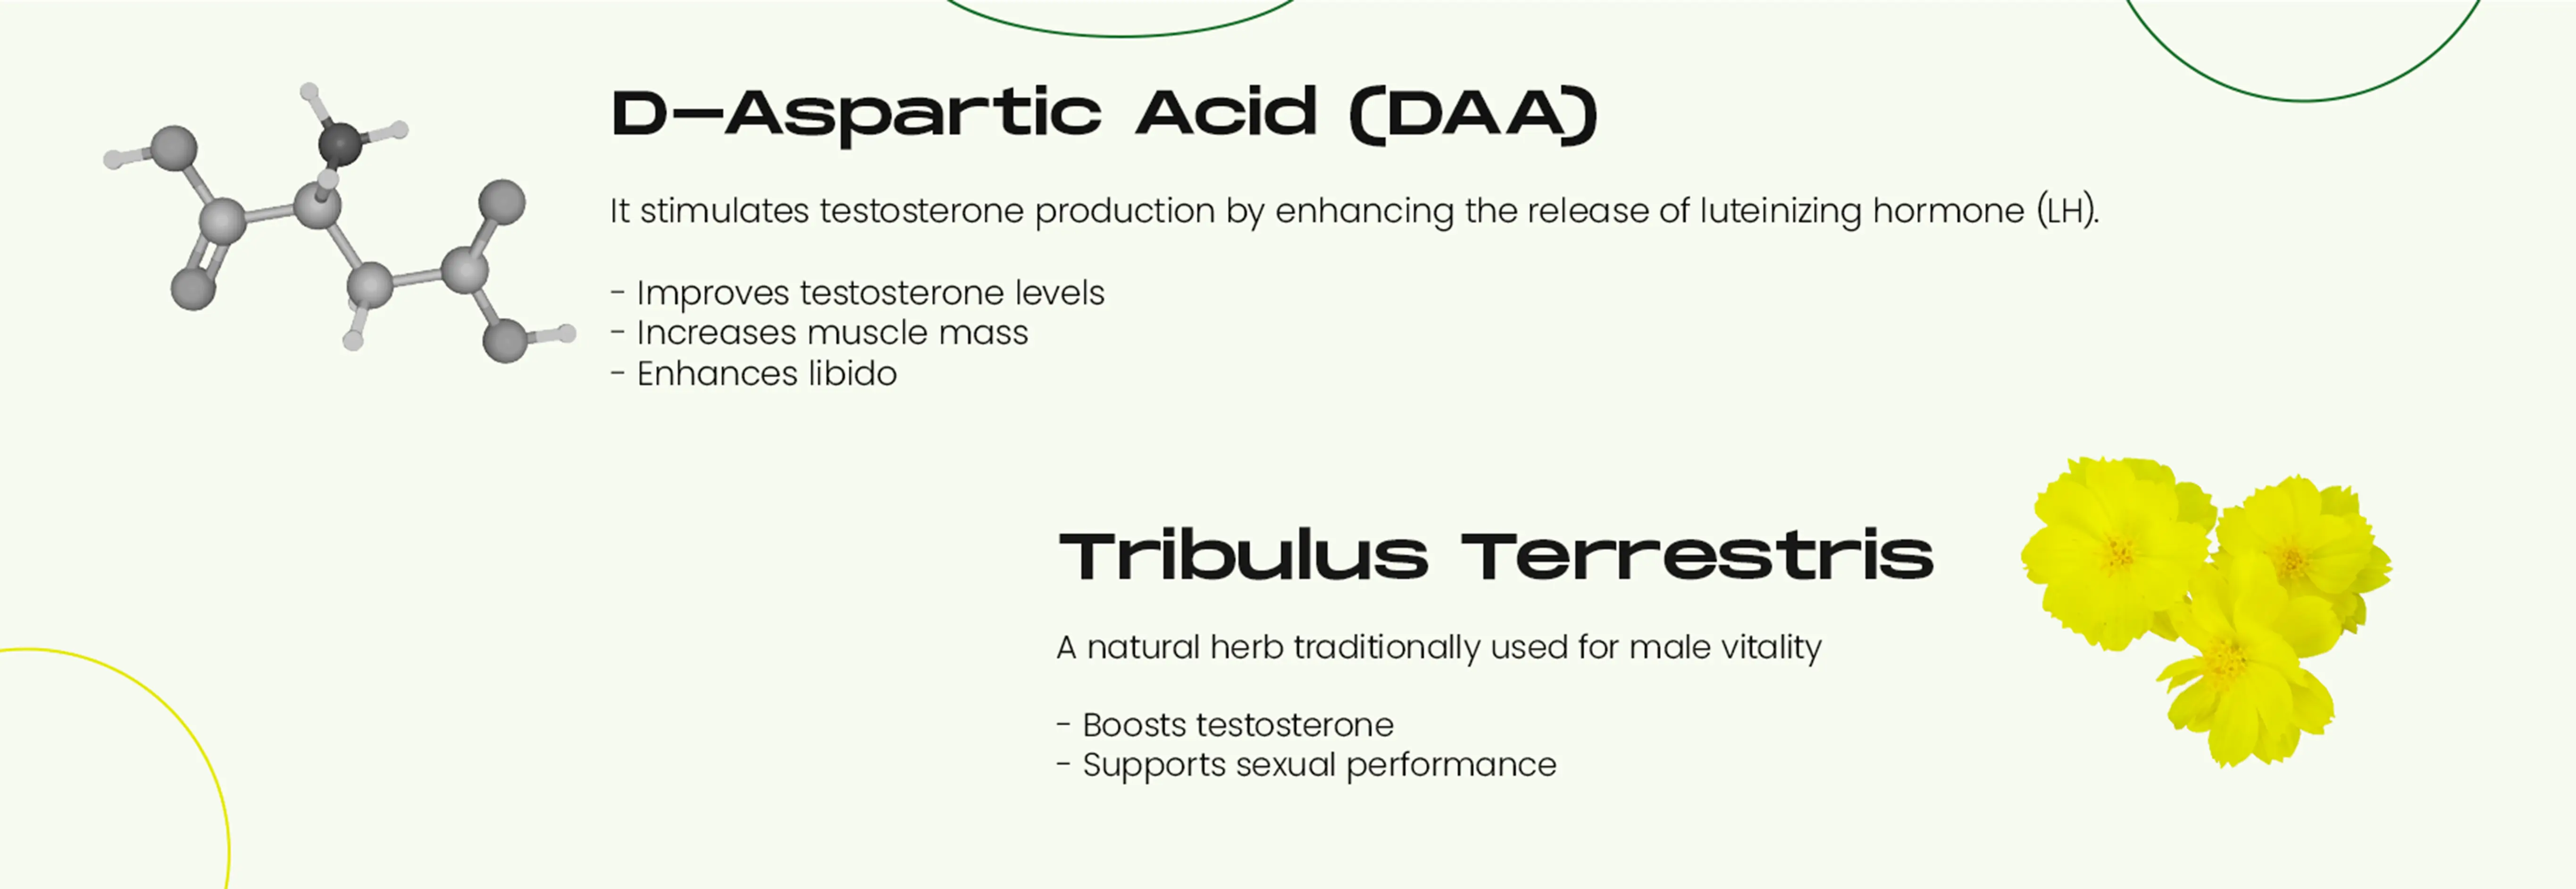 D–Aspartic Acid (DAA)
It stimulates testosterone production by enhancing the release of luteinizing hormone (LH).
- Improves testosterone levels
- Increases muscle mass
- Enhances libido
Tribulus Terrestris
A natural herb traditionally used for male vitality
- Boosts testosterone
- Supports sexual performance